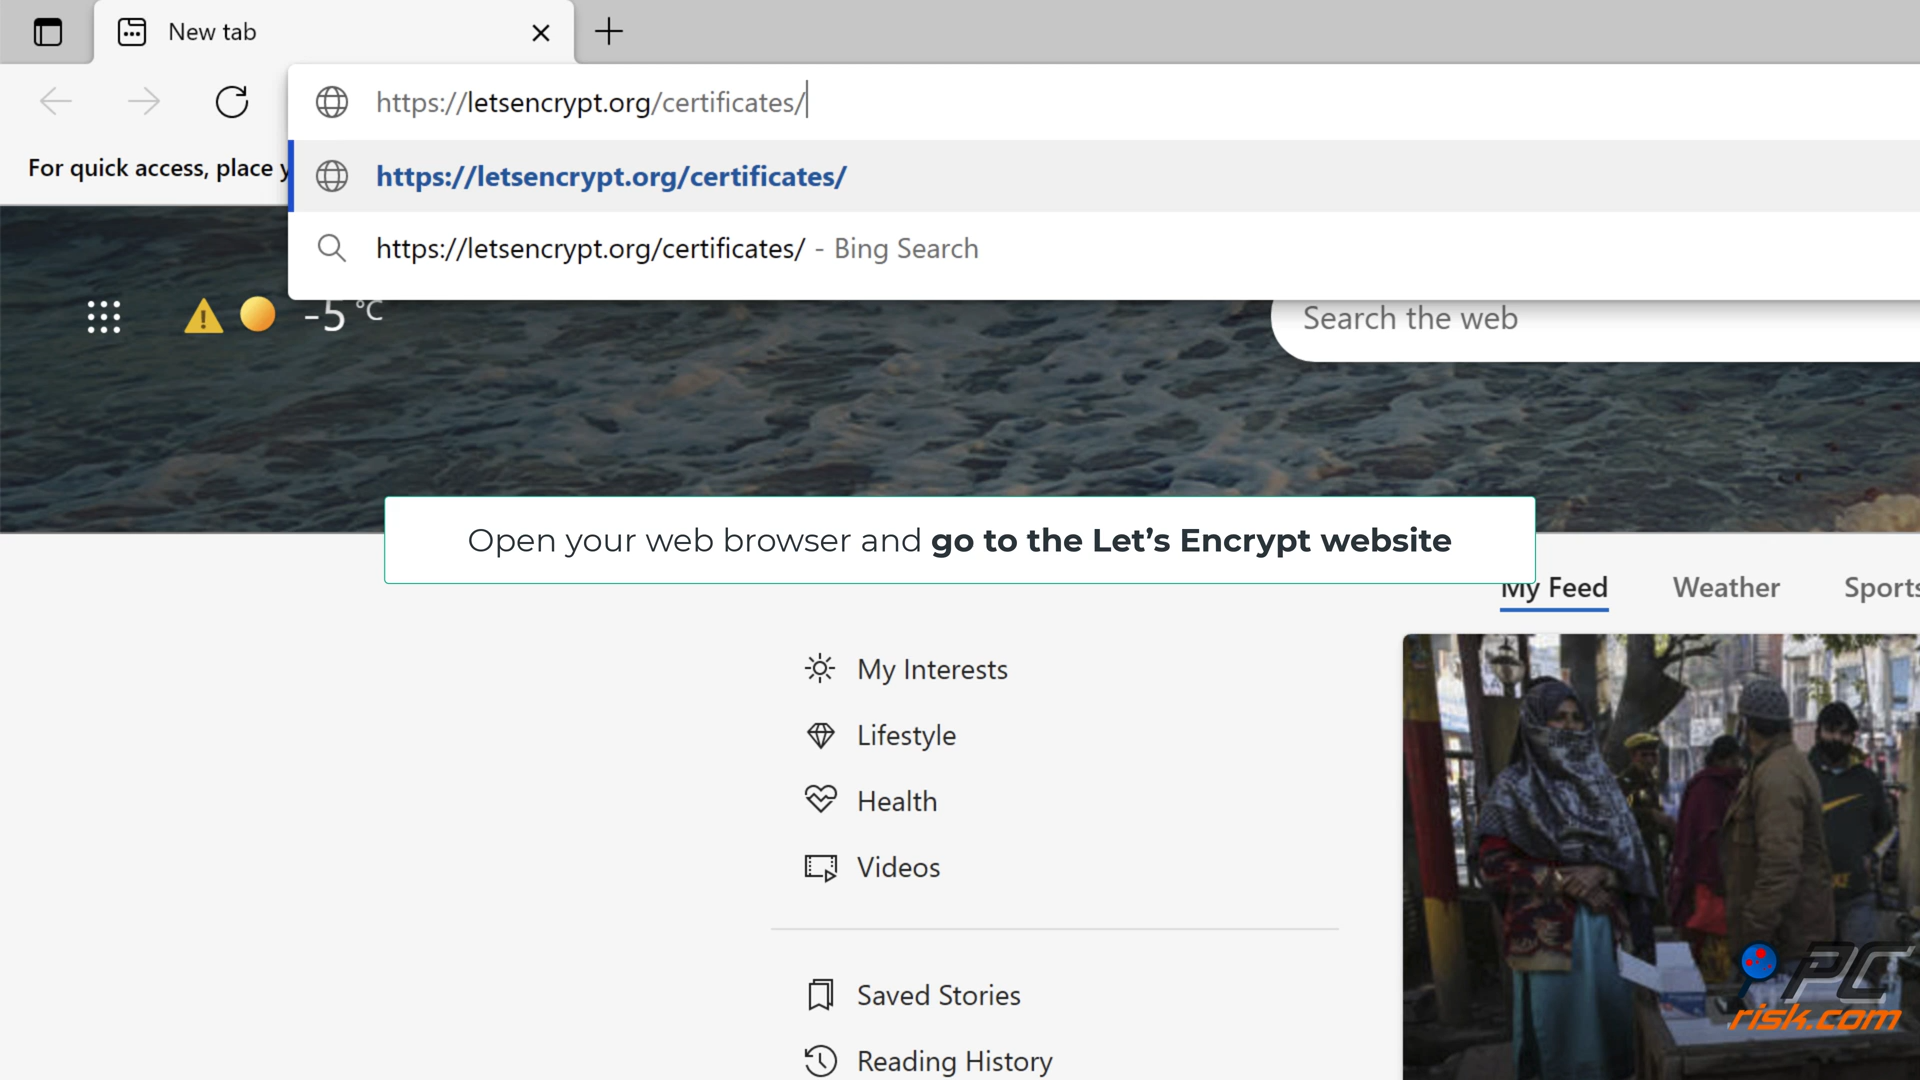 New tab
https://letsencrypt.org/certificates/
For quick access, place y
https://letsencrypt.org/certificates/
https://letsencrypt.org/certificates/ - Bing Search
-5 °C
Search the web
Open your web browser and go to the Let’s Encrypt website
My Feed Weather Sports
My Interests
Lifestyle
Health
Videos
Saved Stories
Reading History
PC
risk.com